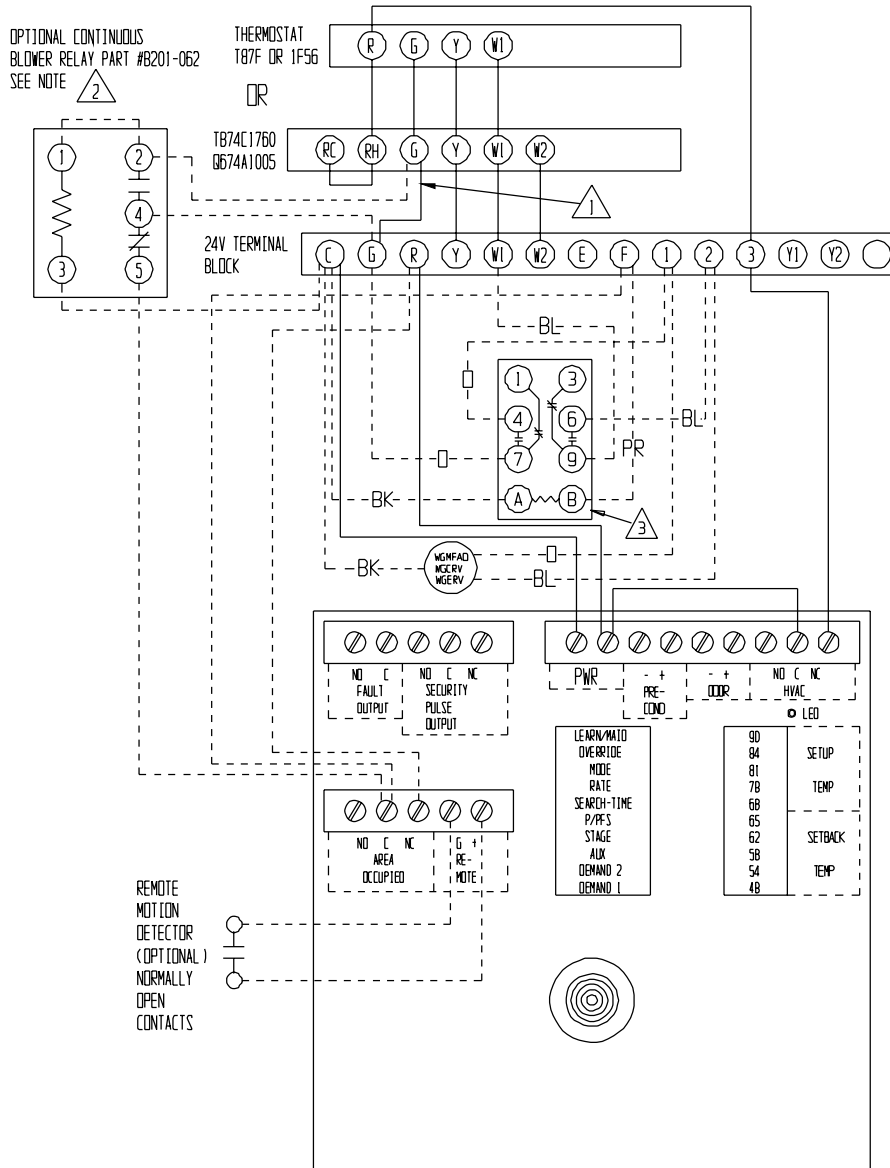 OPTIONAL CONTINUOUS
BLOWER RELAY PART #B201-062
SEE NOTE 2
THERMOSTAT
T87F OR 1F56
R G Y W1
OR
TB74C1760
Q674A1005
RC RH G Y W1 W2
1 2
4
3 5
1
24V TERMINAL
BLOCK
C G R Y W1 W2 E F 1 2 3 Y1 Y2
BL
1 3
4 6
BL
7 9
PR
A B
BK
3
WGMFAD
WGCRV
WGERV
BK
BL
NO C
FAULT
OUTPUT
NO C NC
SECURITY
PULSE
OUTPUT
PWR
- +
PRE-
COND
- +
DOOR
NO C NC
HVAC
LED
LEARN/MAID
OVERRIDE
MODE
RATE
SEARCH-TIME
P/PFS
STAGE
AUX
DEMAND 2
DEMAND 1
90
84
81
78
68
65
62
58
54
48
SETUP
TEMP
SETBACK
TEMP
NO C NC
AREA
OCCUPIED
G +
RE-
MOTE
REMOTE
MOTION
DETECTOR
(OPTIONAL)
NORMALLY
OPEN
CONTACTS